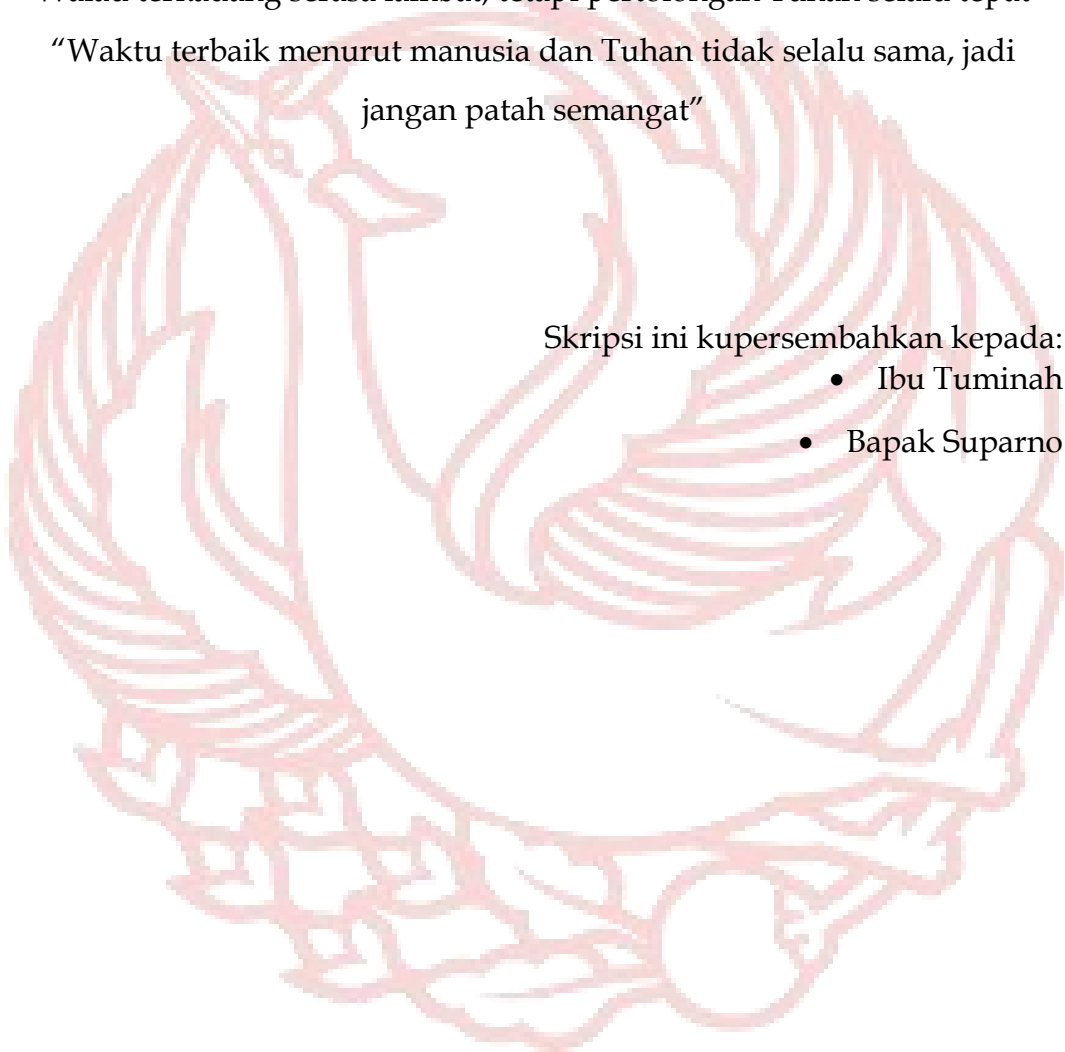 “Waktu terbaik menurut manusia dan Tuhan tidak selalu sama, jadi
jangan patah semangat”
Skripsi ini kupersembahkan kepada:
• Ibu Tuminah
• Bapak Suparno